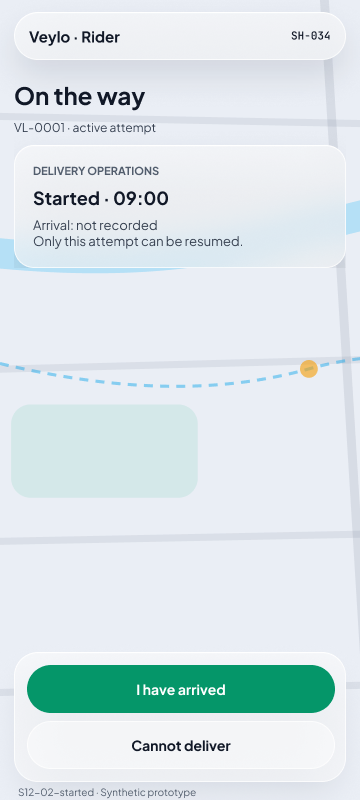 Veylo · Rider
SH-034
On the way
VL-0001 · active attempt
DELIVERY OPERATIONS
Started · 09:00
Arrival: not recorded
Only this attempt can be resumed.
I have arrived
Cannot deliver
S12-02-started · Synthetic prototype